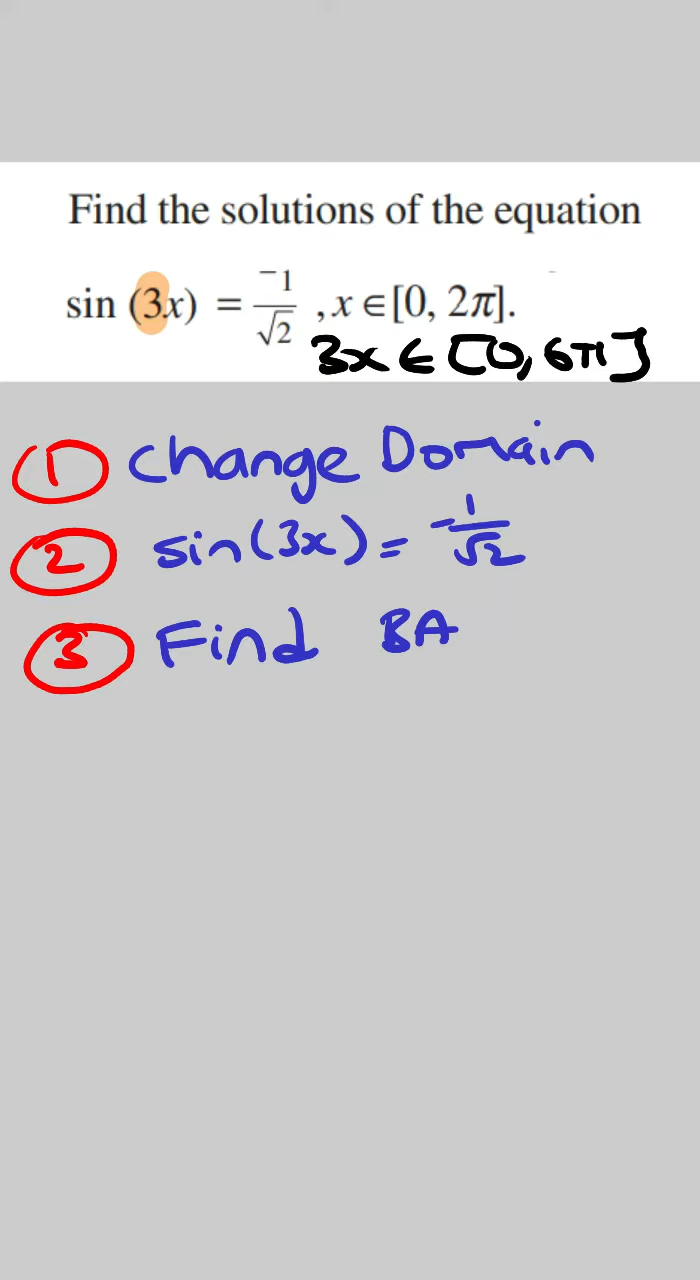 Find the solutions of the equation
sin (3x) = ⁻1/√2 , x ∈ [0, 2π].
3x ∈ [0, 6π]
① Change Domain
② sin(3x) = -1/√2
③ Find BA